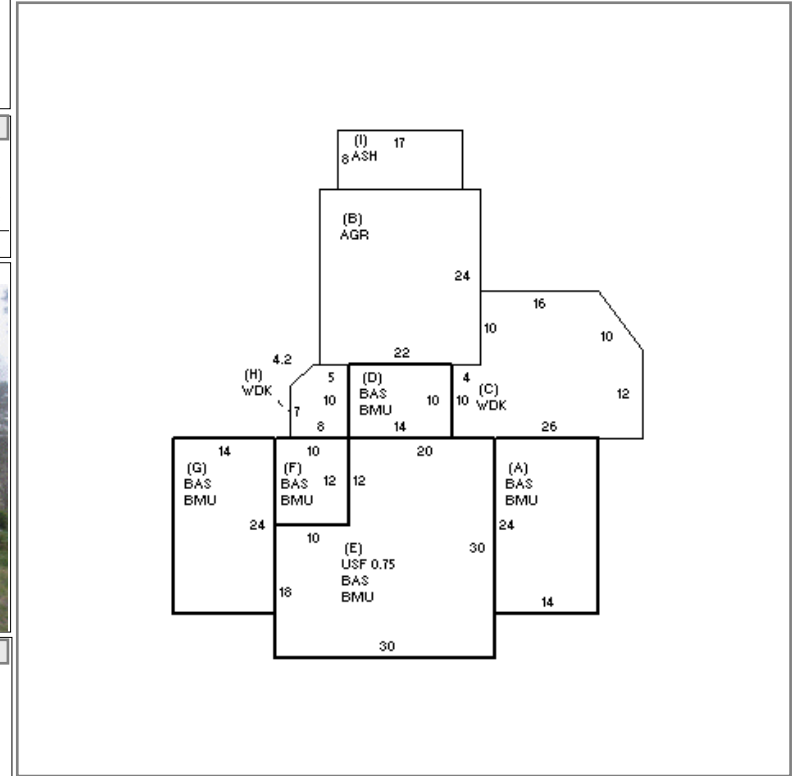 (I) 17
8 ASH
(B)
AGR
24
16
10 10
22
4.2
5 (D) 4
(H) BAS (C)
WDK BMU WDK
10 10 10 12
7
8 14 26
14 10 20
(G) (F) (A)
BAS BAS 12 12 BAS
BMU BMU BMU
24 24
10 (E) 30
USF 0.75
BAS
18 BMU
14
30